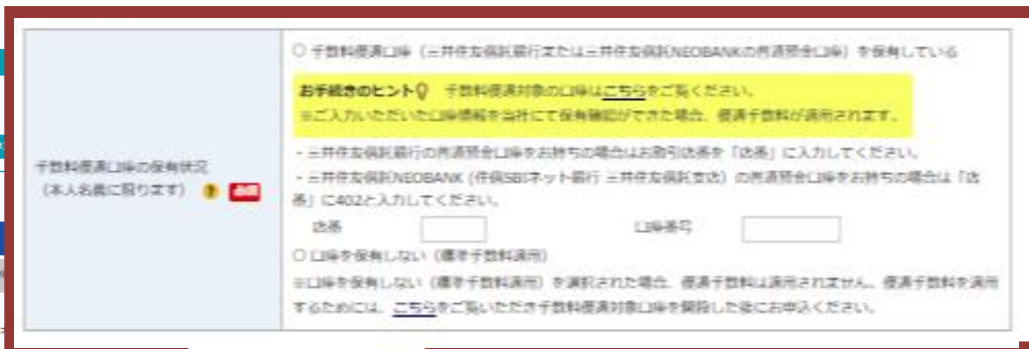 ○ 手数料優遇口座（三井住友信託銀行または三井住友信託NEOBANKの普通預金口座）を保有している
お手続きのヒント 手数料優遇対象の口座はこちらをご覧ください。
※ご入力いただいた口座情報を当社にて保有確認ができた場合、優遇手数料が適用されます。
・三井住友信託銀行の普通預金口座をお持ちの場合はお取引店番を「店番」に入力してください。
手数料優遇口座の保有状況
（本人名義に限ります） ? 必須
・三井住友信託NEOBANK (住信SBIネット銀行 三井住友信託支店) の普通預金口座をお持ちの場合は「店
番」に402と入力してください。
店番 口座番号
○ 口座を保有しない（標準手数料適用）
※口座を保有しない（標準手数料適用）を選択された場合、優遇手数料は適用されません。優遇手数料を適用
するためには、こちらをご覧いただき手数料優遇対象口座を開設した後にお申込ください。